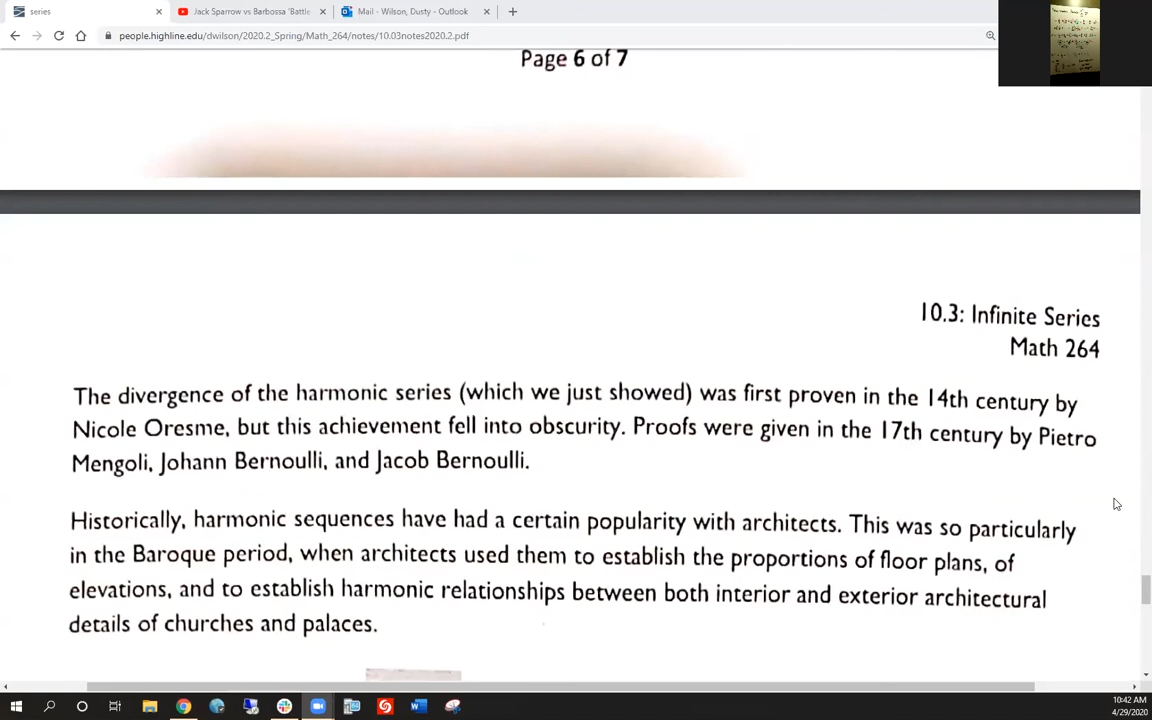 series
Jack Sparrow vs Barbossa 'Battle
Mail - Wilson, Dusty - Outlook
people.highline.edu/dwilson/2020.2_Spring/Math_264/notes/10.03notes2020.2.pdf
Page 6 of 7
10.3: Infinite Series
Math 264
The divergence of the harmonic series (which we just showed) was first proven in the 14th century by
Nicole Oresme, but this achievement fell into obscurity. Proofs were given in the 17th century by Pietro
Mengoli, Johann Bernoulli, and Jacob Bernoulli.
Historically, harmonic sequences have had a certain popularity with architects. This was so particularly
in the Baroque period, when architects used them to establish the proportions of floor plans, of
elevations, and to establish harmonic relationships between both interior and exterior architectural
details of churches and palaces.
10:42 AM
4/29/2020